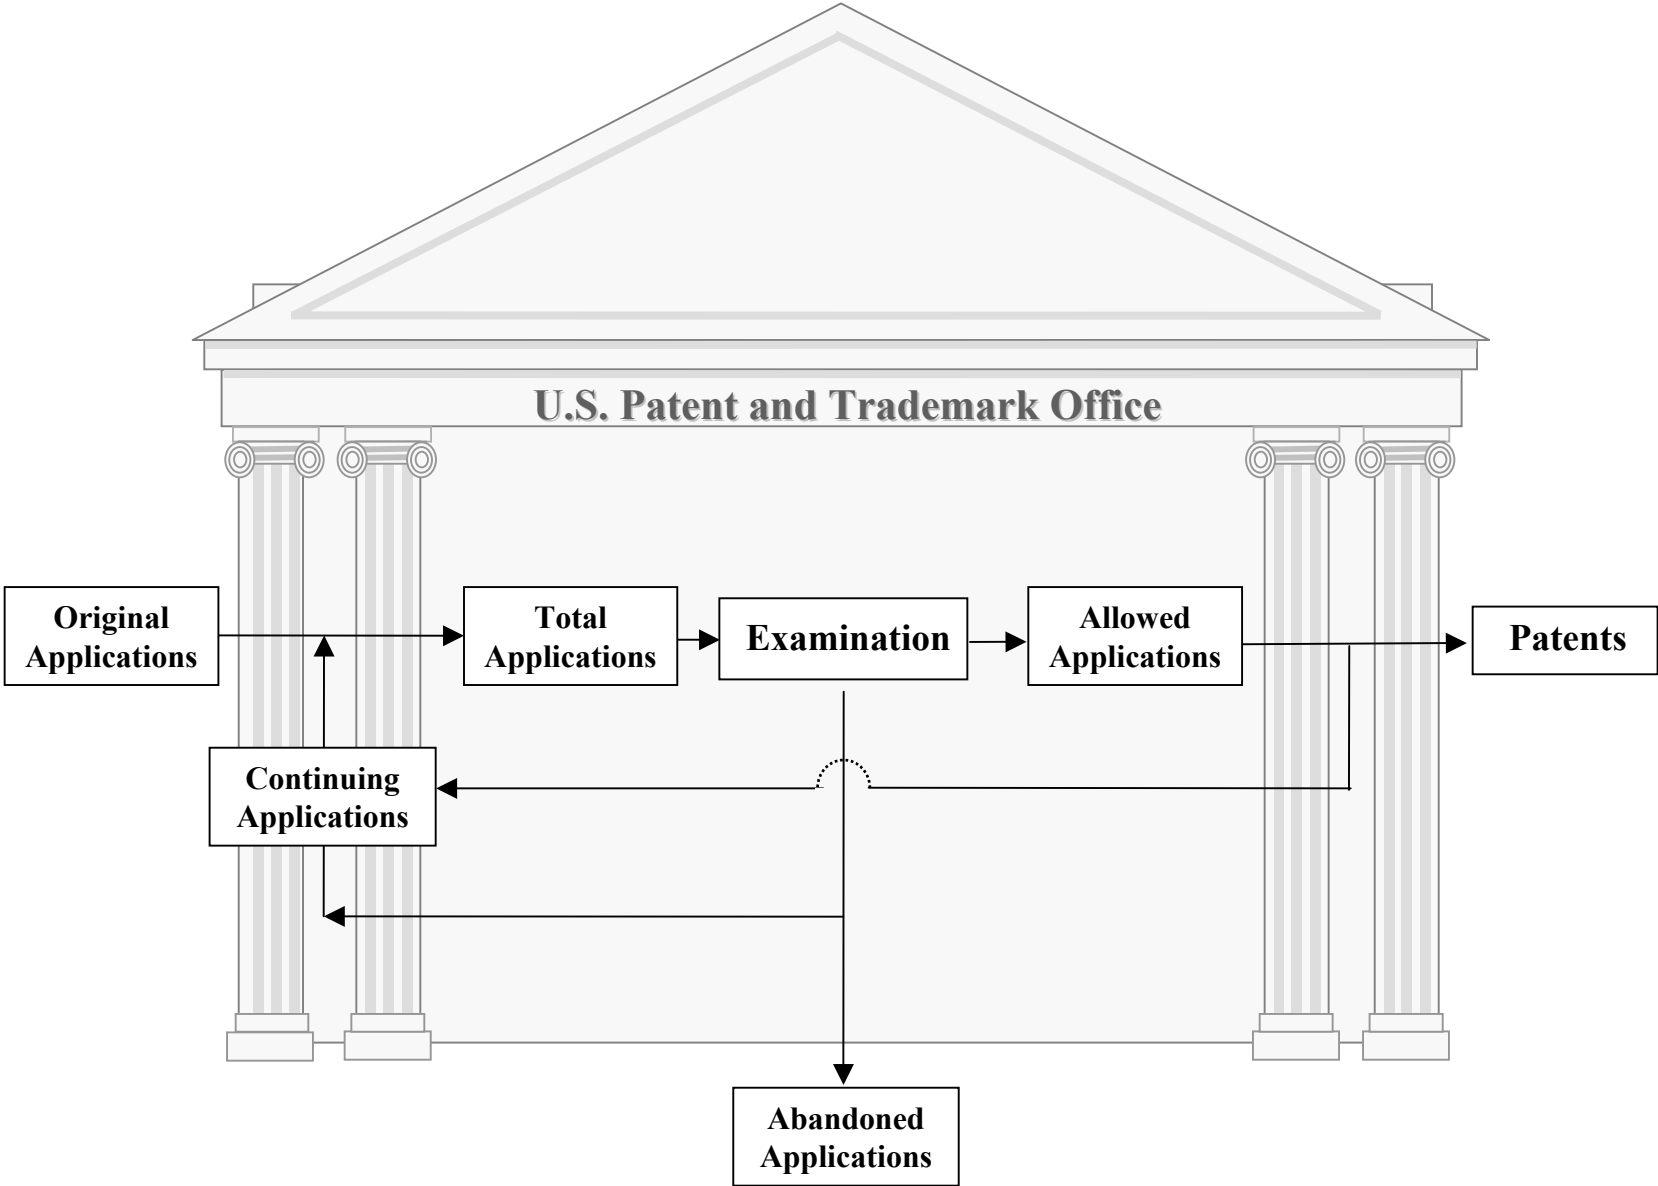 U.S. Patent and Trademark Office
Original
Applications
Total
Applications
Examination
Allowed
Applications
Patents
Continuing
Applications
Abandoned
Applications